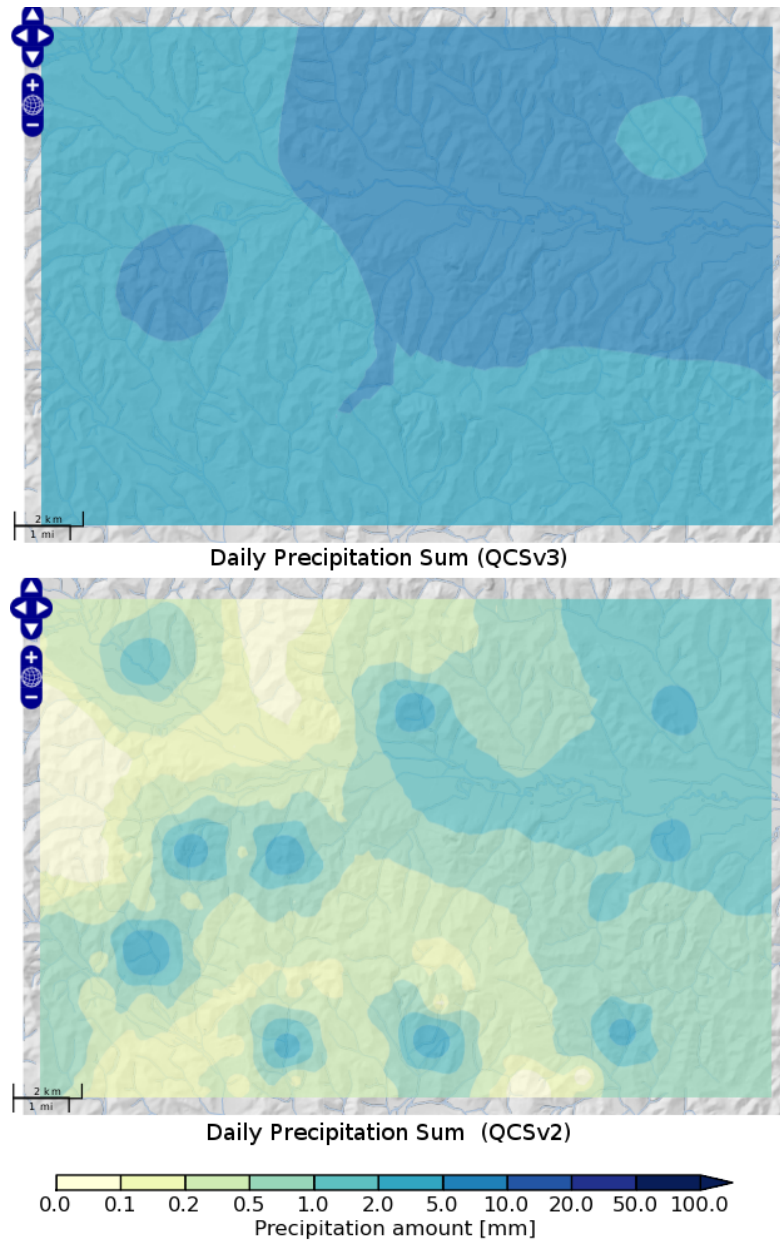 2 km
1 mi
Daily Precipitation Sum (QCSv3)
2 km
1 mi
Daily Precipitation Sum (QCSv2)
0.0 0.1 0.2 0.5 1.0 2.0 5.0 10.0 20.0 50.0 100.0
Precipitation amount [mm]